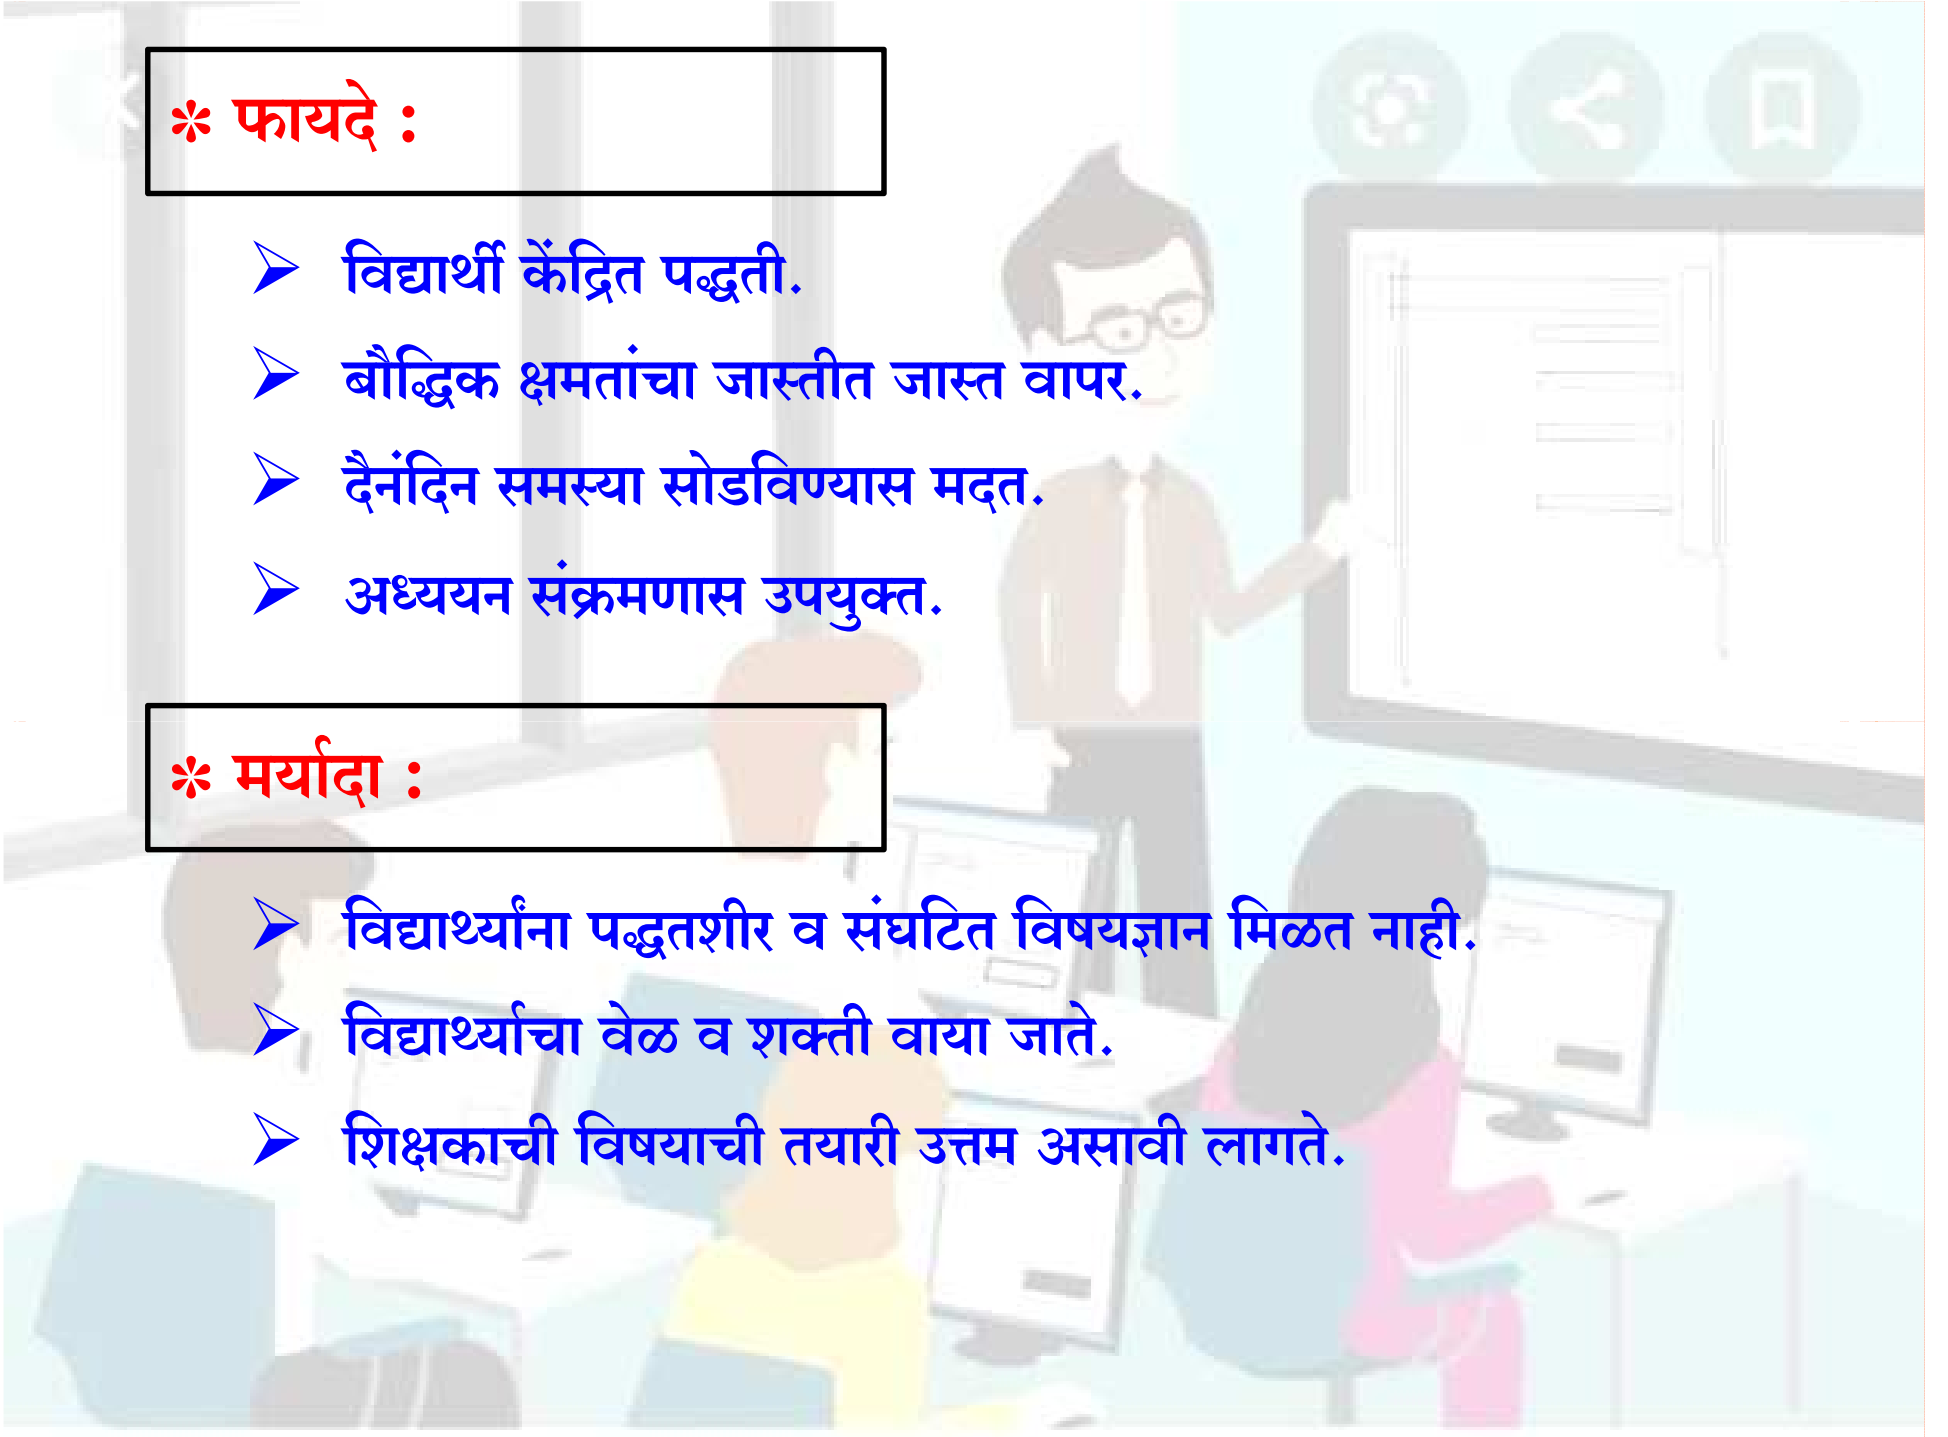 * फायदे :
➢ विद्यार्थी केंद्रित पद्धती.
➢ बौद्धिक क्षमतांचा जास्तीत जास्त वापर.
➢ दैनंदिन समस्या सोडविण्यास मदत.
➢ अध्ययन संक्रमणास उपयुक्त.
* मर्यादा :
➢ विद्यार्थ्यांना पद्धतशीर व संघटित विषयज्ञान मिळत नाही.
➢ विद्यार्थ्याचा वेळ व शक्ती वाया जाते.
➢ शिक्षकाची विषयाची तयारी उत्तम असावी लागते.